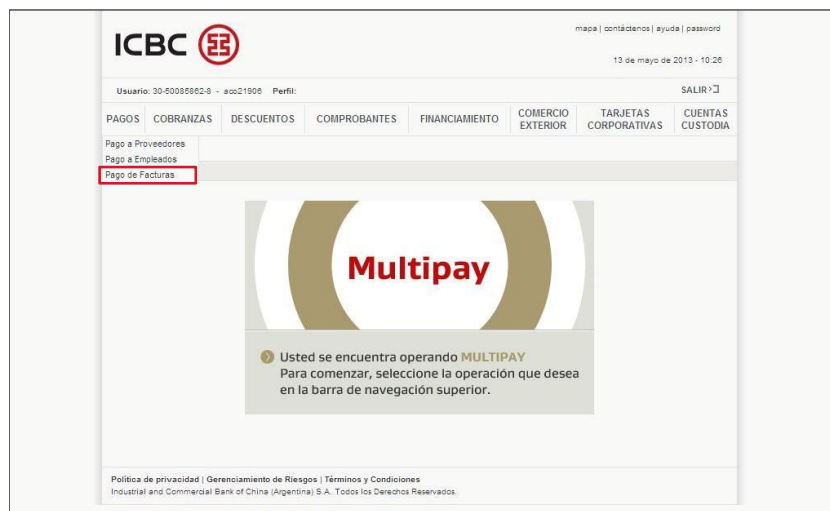 ICBC
mapa | contáctenos | ayuda | password
13 de mayo de 2013 - 10:26
Usuario: 30-50085862-8 - aco21906 Perfil:
SALIR
PAGOS COBRANZAS DESCUENTOS COMPROBANTES FINANCIAMIENTO COMERCIO EXTERIOR TARJETAS CORPORATIVAS CUENTAS CUSTODIA
Pago a Proveedores
Pago a Empleados
Pago de Facturas
Multipay
Usted se encuentra operando MULTIPAY
Para comenzar, seleccione la operación que desea
en la barra de navegación superior.
Política de privacidad | Gerenciamiento de Riesgos | Términos y Condiciones
Industrial and Commercial Bank of China (Argentina) S.A. Todos los Derechos Reservados.